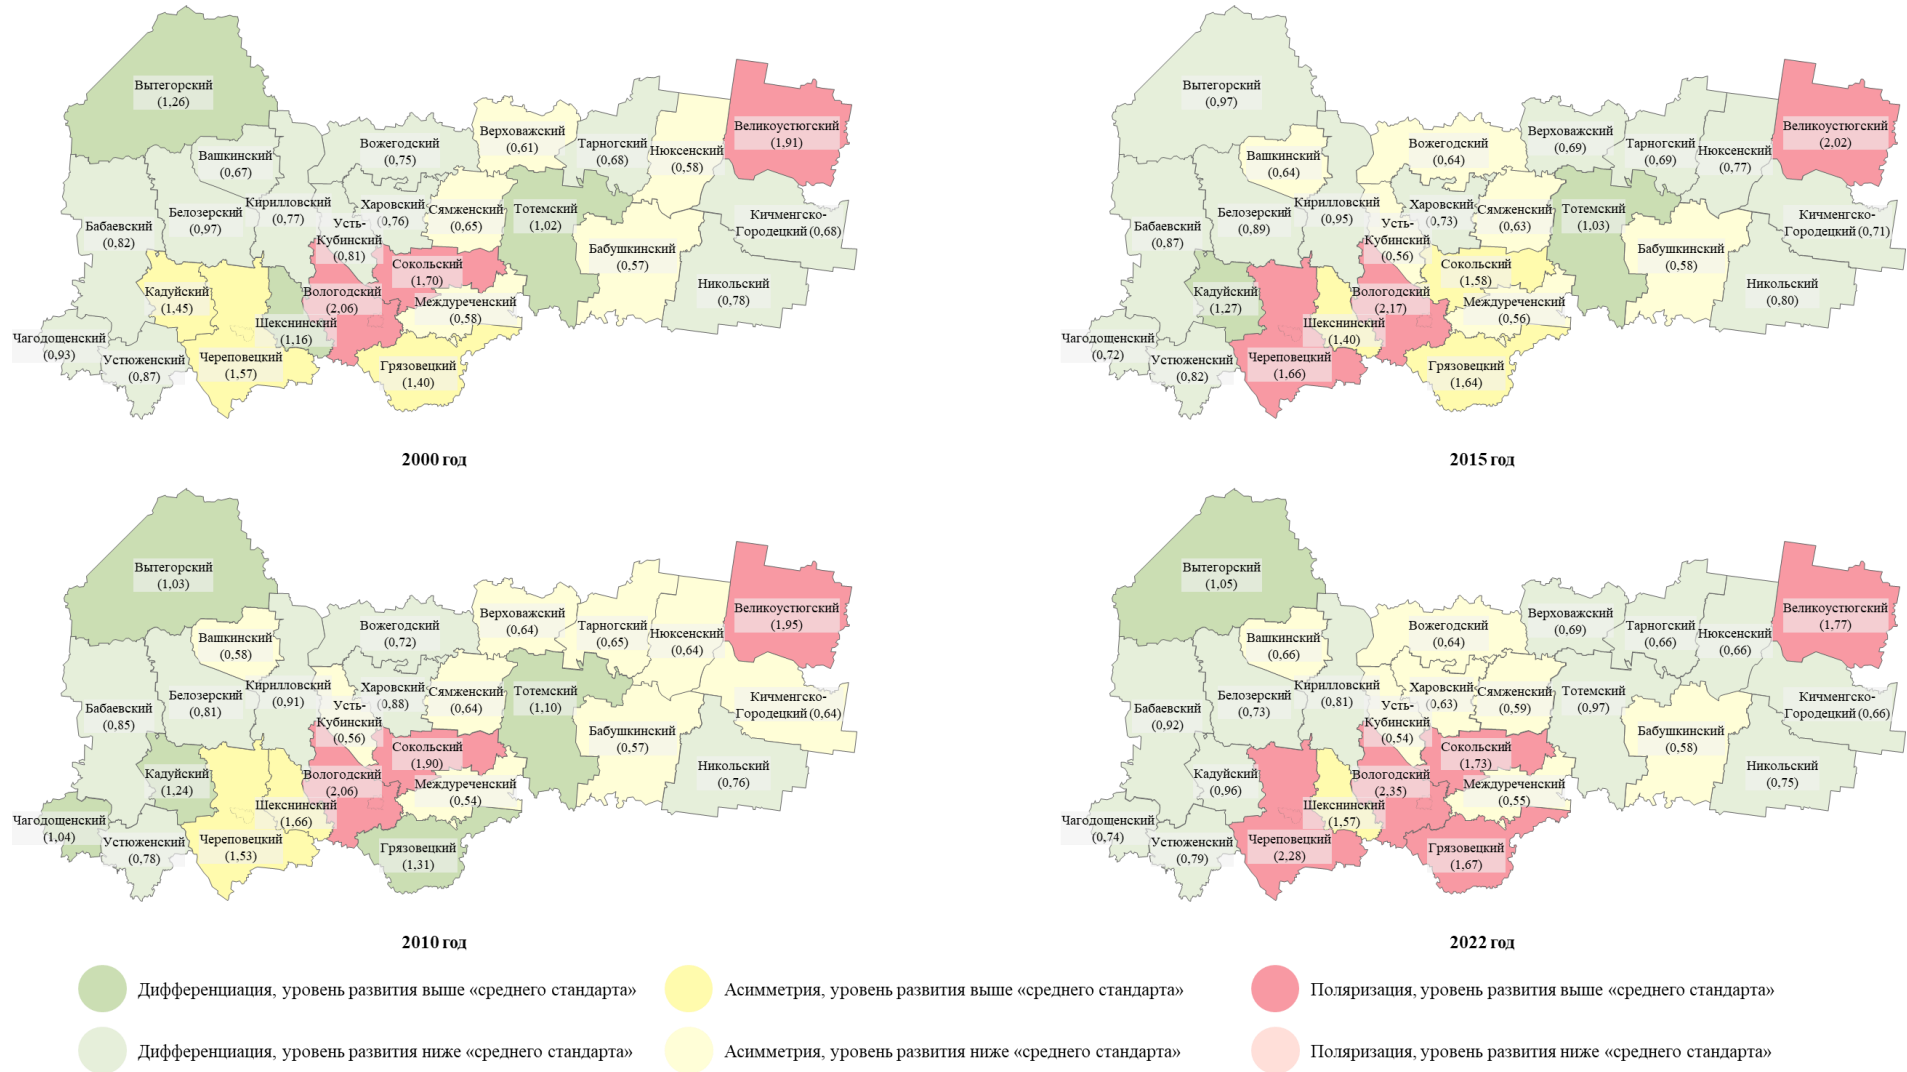 Вытегорский
(1,26)
Вашкинский
(0,67)
Вожегодский
(0,75)
Верховажский
(0,61)
Тарногский
(0,68)
Нюксенский
(0,58)
Великоустюгский
(1,91)
Бабаевский
(0,82)
Белозерский
(0,97)
Кирилловский
(0,77)
Усть-
Кубинский
(0,81)
Харовский
(0,76)
Сямженский
(0,65)
Тотемский
(1,02)
Бабушкинский
(0,57)
Кичменгско-
Городецкий (0,68)
Никольский
(0,78)
Кадуйский
(1,45)
Вологодский
(2,06)
Сокольский
(1,70)
Междуреченский
(0,58)
Чагодощенский
(0,93)
Устюженский
(0,87)
Череповецкий
(1,57)
Шекснинский
(1,16)
Грязовецкий
(1,40)
2000 год
Вытегорский
(0,97)
Вашкинский
(0,64)
Вожегодский
(0,64)
Верховажский
(0,69)
Тарногский
(0,69)
Нюксенский
(0,77)
Великоустюгский
(2,02)
Бабаевский
(0,87)
Белозерский
(0,89)
Кирилловский
(0,95)
Усть-
Кубинский
(0,56)
Харовский
(0,73)
Сямженский
(0,63)
Тотемский
(1,03)
Бабушкинский
(0,58)
Кичменгско-
Городецкий (0,71)
Никольский
(0,80)
Кадуйский
(1,27)
Вологодский
(2,17)
Сокольский
(1,58)
Междуреченский
(0,56)
Чагодощенский
(0,72)
Устюженский
(0,82)
Череповецкий
(1,66)
Шекснинский
(1,40)
Грязовецкий
(1,64)
2015 год
Вытегорский
(1,03)
Вашкинский
(0,58)
Вожегодский
(0,72)
Верховажский
(0,64)
Тарногский
(0,65)
Нюксенский
(0,64)
Великоустюгский
(1,95)
Бабаевский
(0,85)
Белозерский
(0,81)
Кирилловский
(0,91)
Усть-
Кубинский
(0,56)
Харовский
(0,88)
Сямженский
(0,64)
Тотемский
(1,10)
Бабушкинский
(0,57)
Кичменгско-
Городецкий (0,64)
Никольский
(0,76)
Кадуйский
(1,24)
Вологодский
(2,06)
Сокольский
(1,90)
Междуреченский
(0,54)
Чагодощенский
(1,04)
Устюженский
(0,78)
Череповецкий
(1,53)
Шекснинский
(1,66)
Грязовецкий
(1,31)
2010 год
Вытегорский
(1,05)
Вашкинский
(0,66)
Вожегодский
(0,64)
Верховажский
(0,69)
Тарногский
(0,66)
Нюксенский
(0,66)
Великоустюгский
(1,77)
Бабаевский
(0,92)
Белозерский
(0,73)
Кирилловский
(0,81)
Усть-
Кубинский
(0,54)
Харовский
(0,63)
Сямженский
(0,59)
Тотемский
(0,97)
Бабушкинский
(0,58)
Кичменгско-
Городецкий (0,66)
Никольский
(0,75)
Кадуйский
(0,96)
Вологодский
(2,35)
Сокольский
(1,73)
Междуреченский
(0,55)
Чагодощенский
(0,74)
Устюженский
(0,79)
Череповецкий
(2,28)
Шекснинский
(1,57)
Грязовецкий
(1,67)
2022 год
Дифференциация, уровень развития выше «среднего стандарта»
Асимметрия, уровень развития выше «среднего стандарта»
Поляризация, уровень развития выше «среднего стандарта»
Дифференциация, уровень развития ниже «среднего стандарта»
Асимметрия, уровень развития ниже «среднего стандарта»
Поляризация, уровень развития ниже «среднего стандарта»